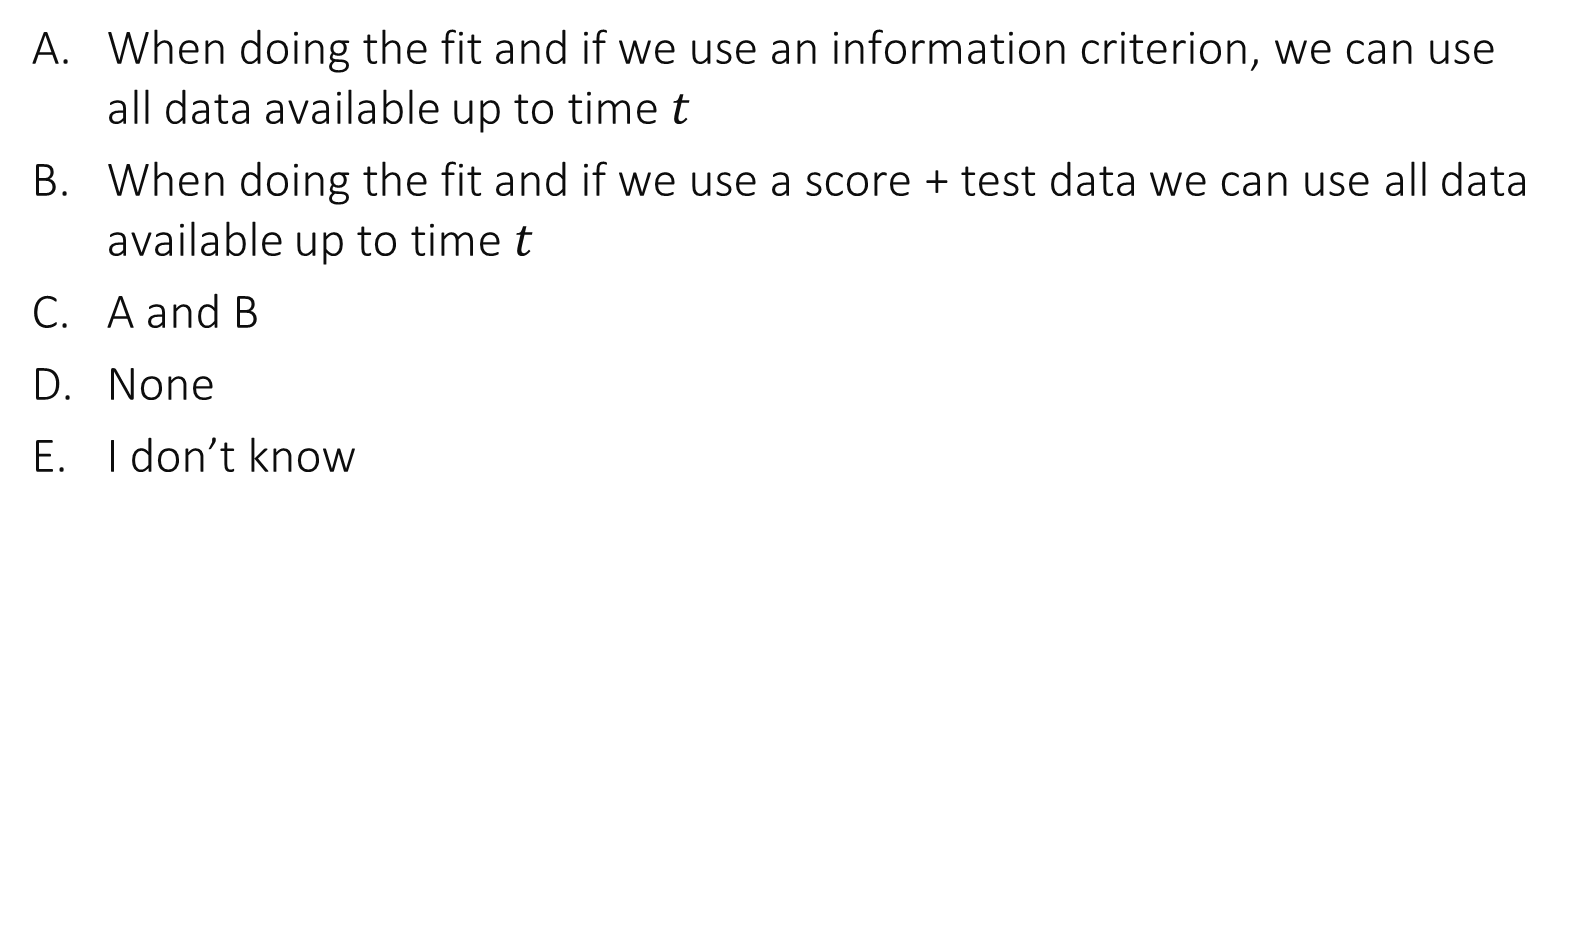 A. When doing the fit and if we use an information criterion, we can use
all data available up to time t
B. When doing the fit and if we use a score + test data we can use all data
available up to time t
C. A and B
D. None
E. I don’t know